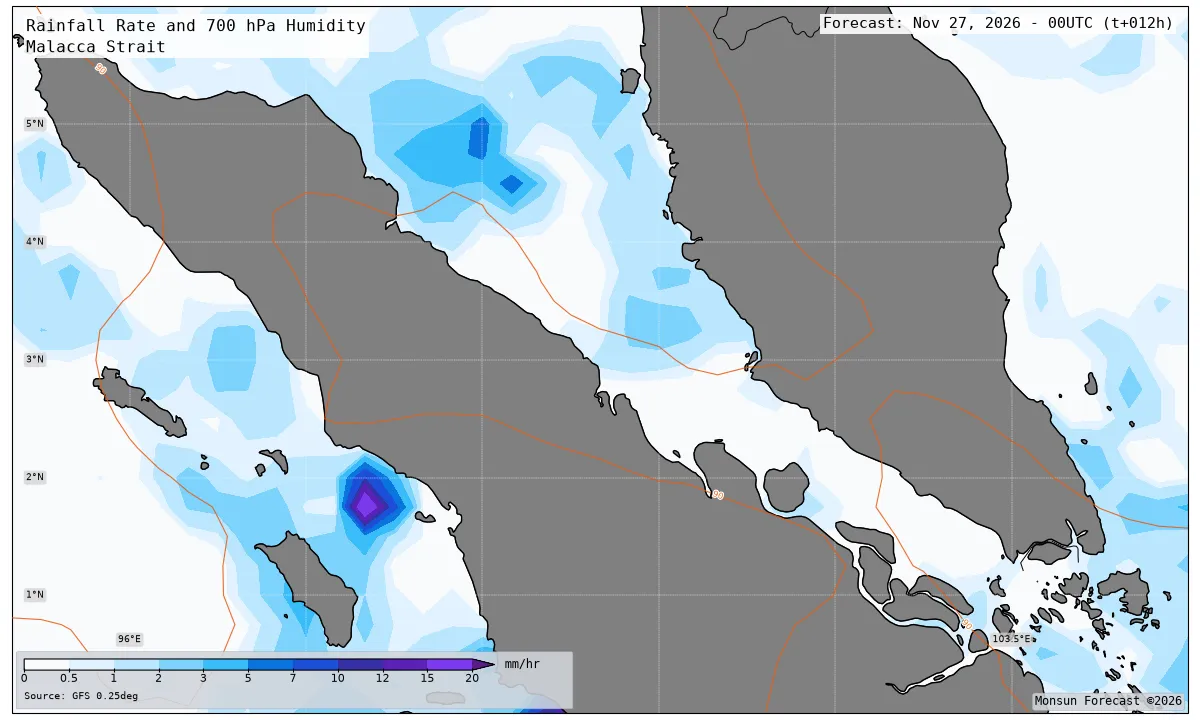 Rainfall Rate and 700 hPa Humidity
Malacca Strait
Forecast: Nov 27, 2026 - 00UTC (t+012h)
90
5°N
4°N
3°N
2°N
90
1°N
90
96°E
103.5°E
0 0.5 1 2 3 5 7 10 12 15 20 mm/hr
Source: GFS 0.25deg
Monsun Forecast ©2026